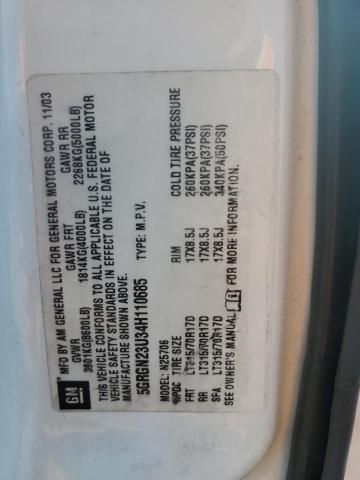 GM
MFD BY AM GENERAL LLC FOR GENERAL MOTORS CORP. 11/03
GVWR GAWR FRT GAWR RR
3901KG(8600LB) 1814KG(4000LB) 2268KG(5000LB)
THIS VEHICLE CONFORMS TO ALL APPLICABLE U.S. FEDERAL MOTOR
VEHICLE SAFETY STANDARDS IN EFFECT ON THE DATE OF
MANUFACTURE SHOWN ABOVE.
5GRGN23U34H110685 TYPE: M.P.V.
MODEL: N25706
TIRE SIZE RIM COLD TIRE PRESSURE
FRT LT315/70R17D 17X8.5J 260KPA(37PSI)
RR LT315/70R17D 17X8.5J 260KPA(37PSI)
SPA LT315/70R17D 17X8.5J 340KPA(50PSI)
SEE OWNER'S MANUAL FOR MORE INFORMATION.